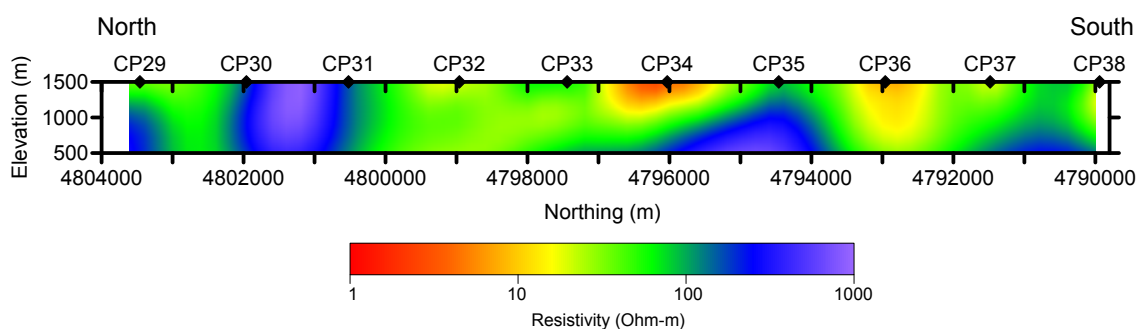 North South
CP29 CP30 CP31 CP32 CP33 CP34 CP35 CP36 CP37 CP38
Elevation (m)
1500
1000
500
4804000 4802000 4800000 4798000 4796000 4794000 4792000 4790000
Northing (m)
1 10 100 1000
Resistivity (Ohm-m)